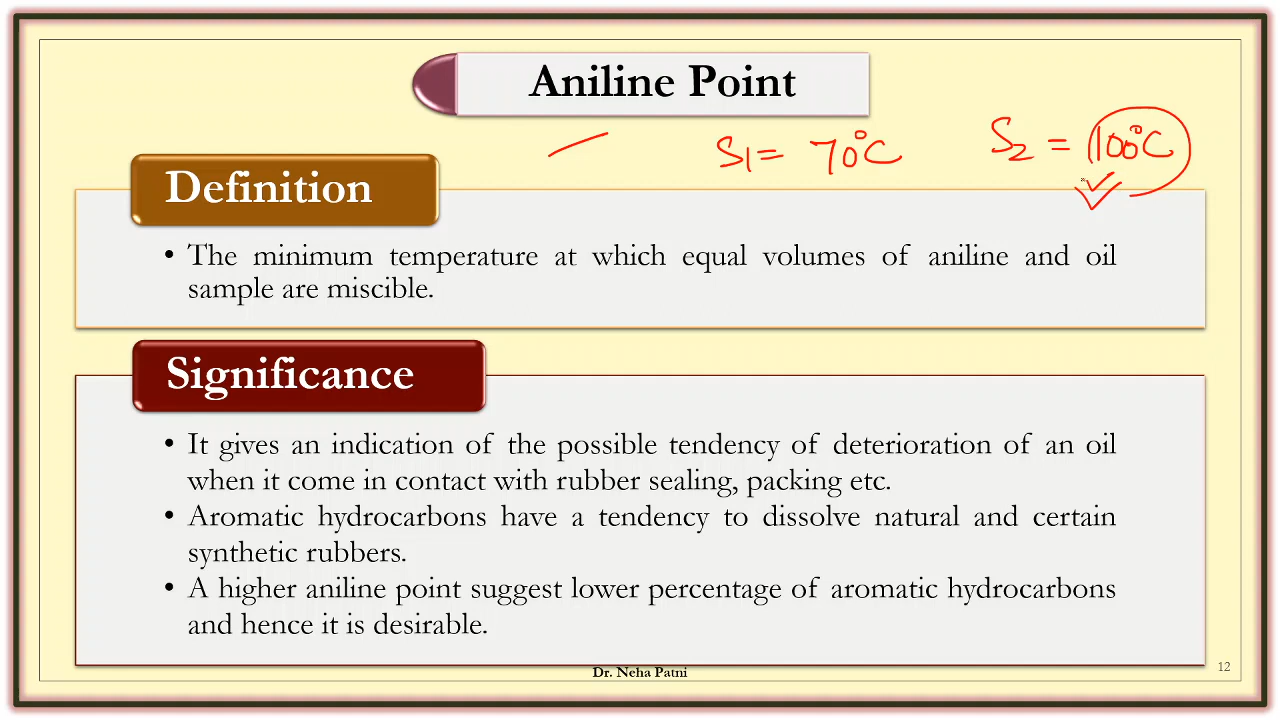 Aniline Point
S1 = 70°C S2 = 100°C
Definition
• The minimum temperature at which equal volumes of aniline and oil
sample are miscible.
Significance
• It gives an indication of the possible tendency of deterioration of an oil
when it come in contact with rubber sealing, packing etc.
• Aromatic hydrocarbons have a tendency to dissolve natural and certain
synthetic rubbers.
• A higher aniline point suggest lower percentage of aromatic hydrocarbons
and hence it is desirable.
Dr. Neha Patni
12